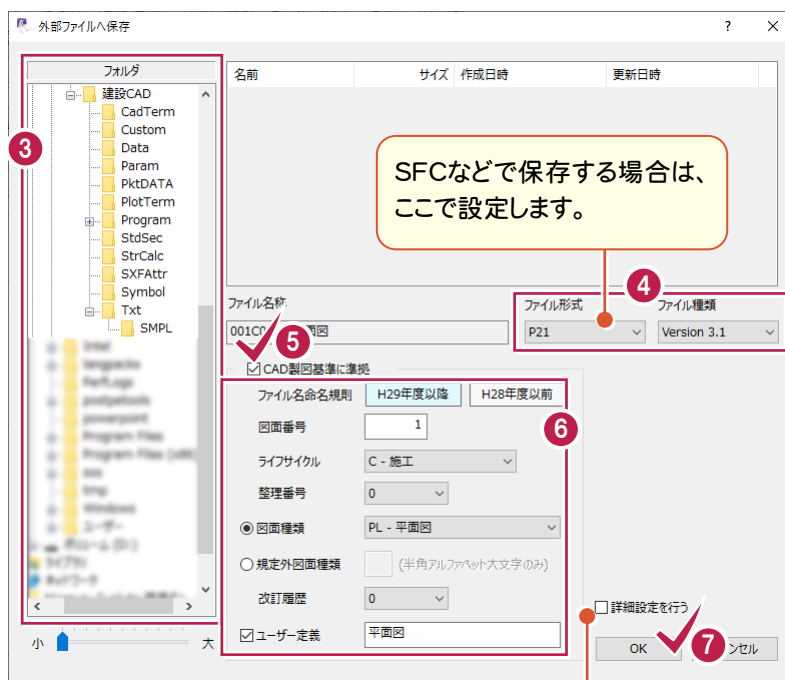 外部ファイルへ保存
?
フォルダ
建設CAD
CadTerm
Custom
Data
Param
PktDATA
PlotTerm
Program
StdSec
StrCalc
SXFAttr
Symbol
Txt
SMPL
小
大
3
名前 サイズ 作成日時 更新日時
SFCなどで保存する場合は、
ここで設定します。
4
ファイル名称
001C0 面図
ファイル形式
P21
ファイル種類
Version 3.1
5
CAD製図基準に準拠
ファイル名命名規則 H29年度以降 H28年度以前
6
図面番号 1
ライフサイクル C - 施工
整理番号 0
図面種類 PL - 平面図
規定外図面種類 (半角アルファベット大文字のみ)
改訂履歴 0
ユーザー定義 平面図
詳細設定を行う
OK
7
ンセル